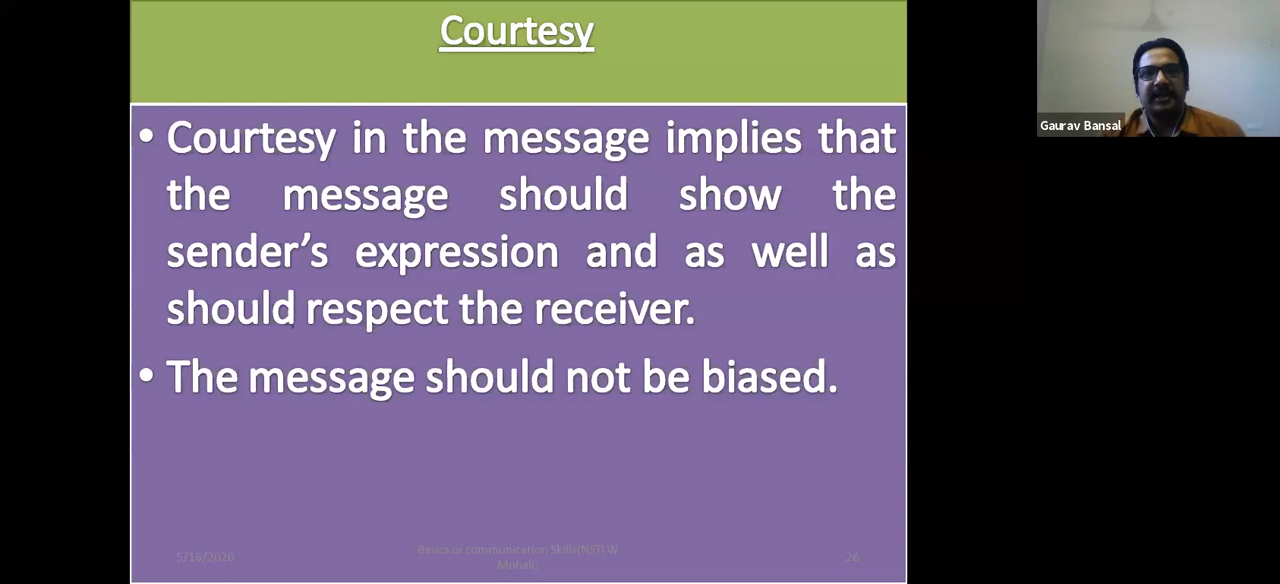 Courtesy
• Courtesy in the message implies that
the message should show the
sender’s expression and as well as
should respect the receiver.
• The message should not be biased.
5/16/2020
Basics of communication Skills(NSTI W
Mohali)
26
Gaurav Bansal